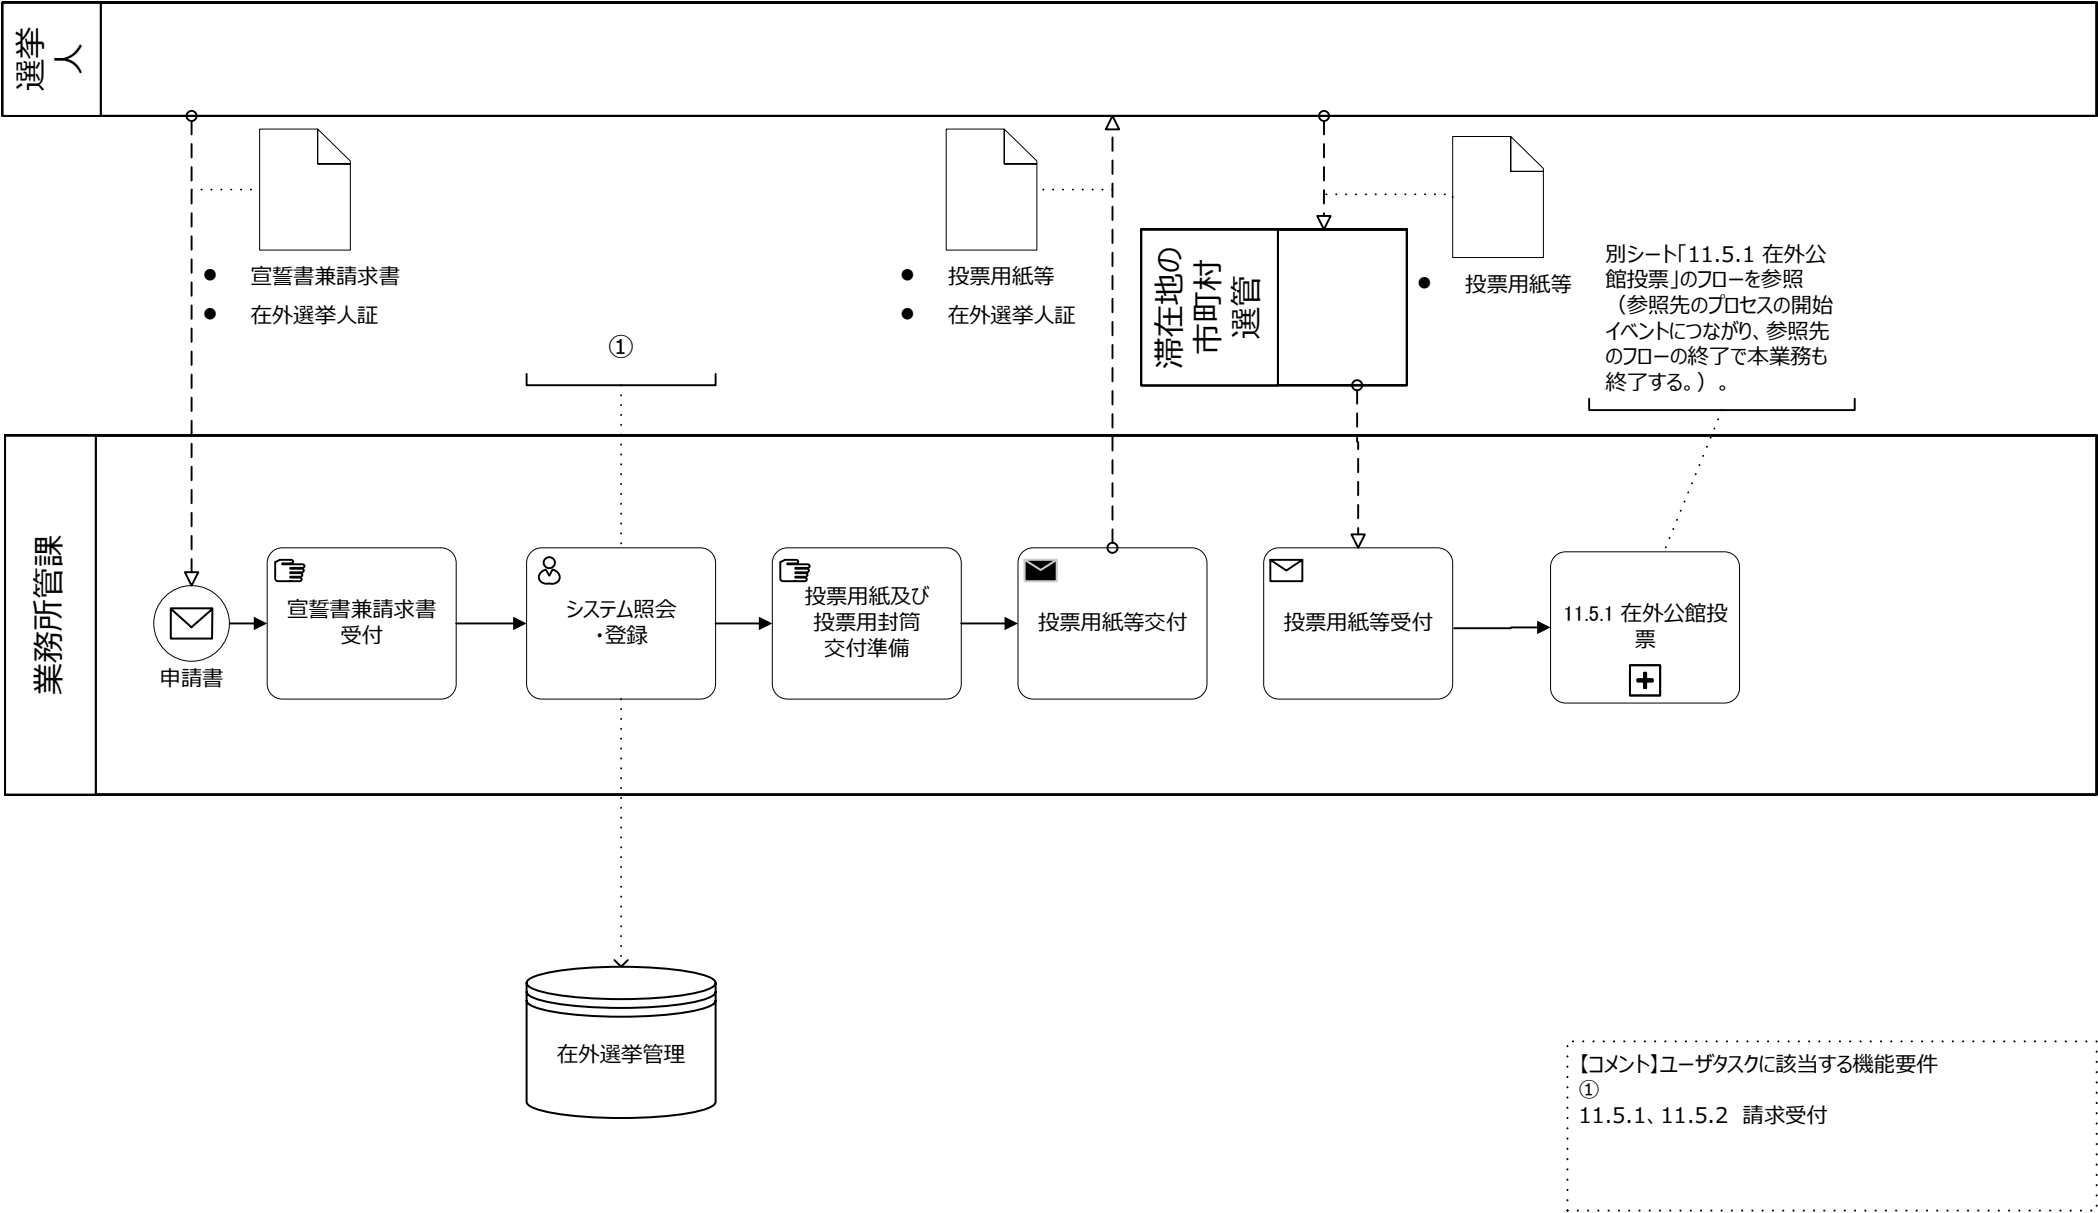 選挙
人
● 宣誓書兼請求書
● 在外選挙人証
①
● 投票用紙等
● 在外選挙人証
滞在地の
市町村
選管
● 投票用紙等
別シート「11.5.1 在外公
館投票」のフローを参照
（参照先のプロセスの開始
イベントにつながり、参照先
のフローの終了で本業務も
終了する。）。
業務所管課
申請書
宣誓書兼請求書
受付
システム照会
・登録
投票用紙及び
投票用封筒
交付準備
投票用紙等交付
投票用紙等受付
11.5.1 在外公館投
票
在外選挙管理
【コメント】ユーザタスクに該当する機能要件
①
11.5.1、11.5.2 請求受付